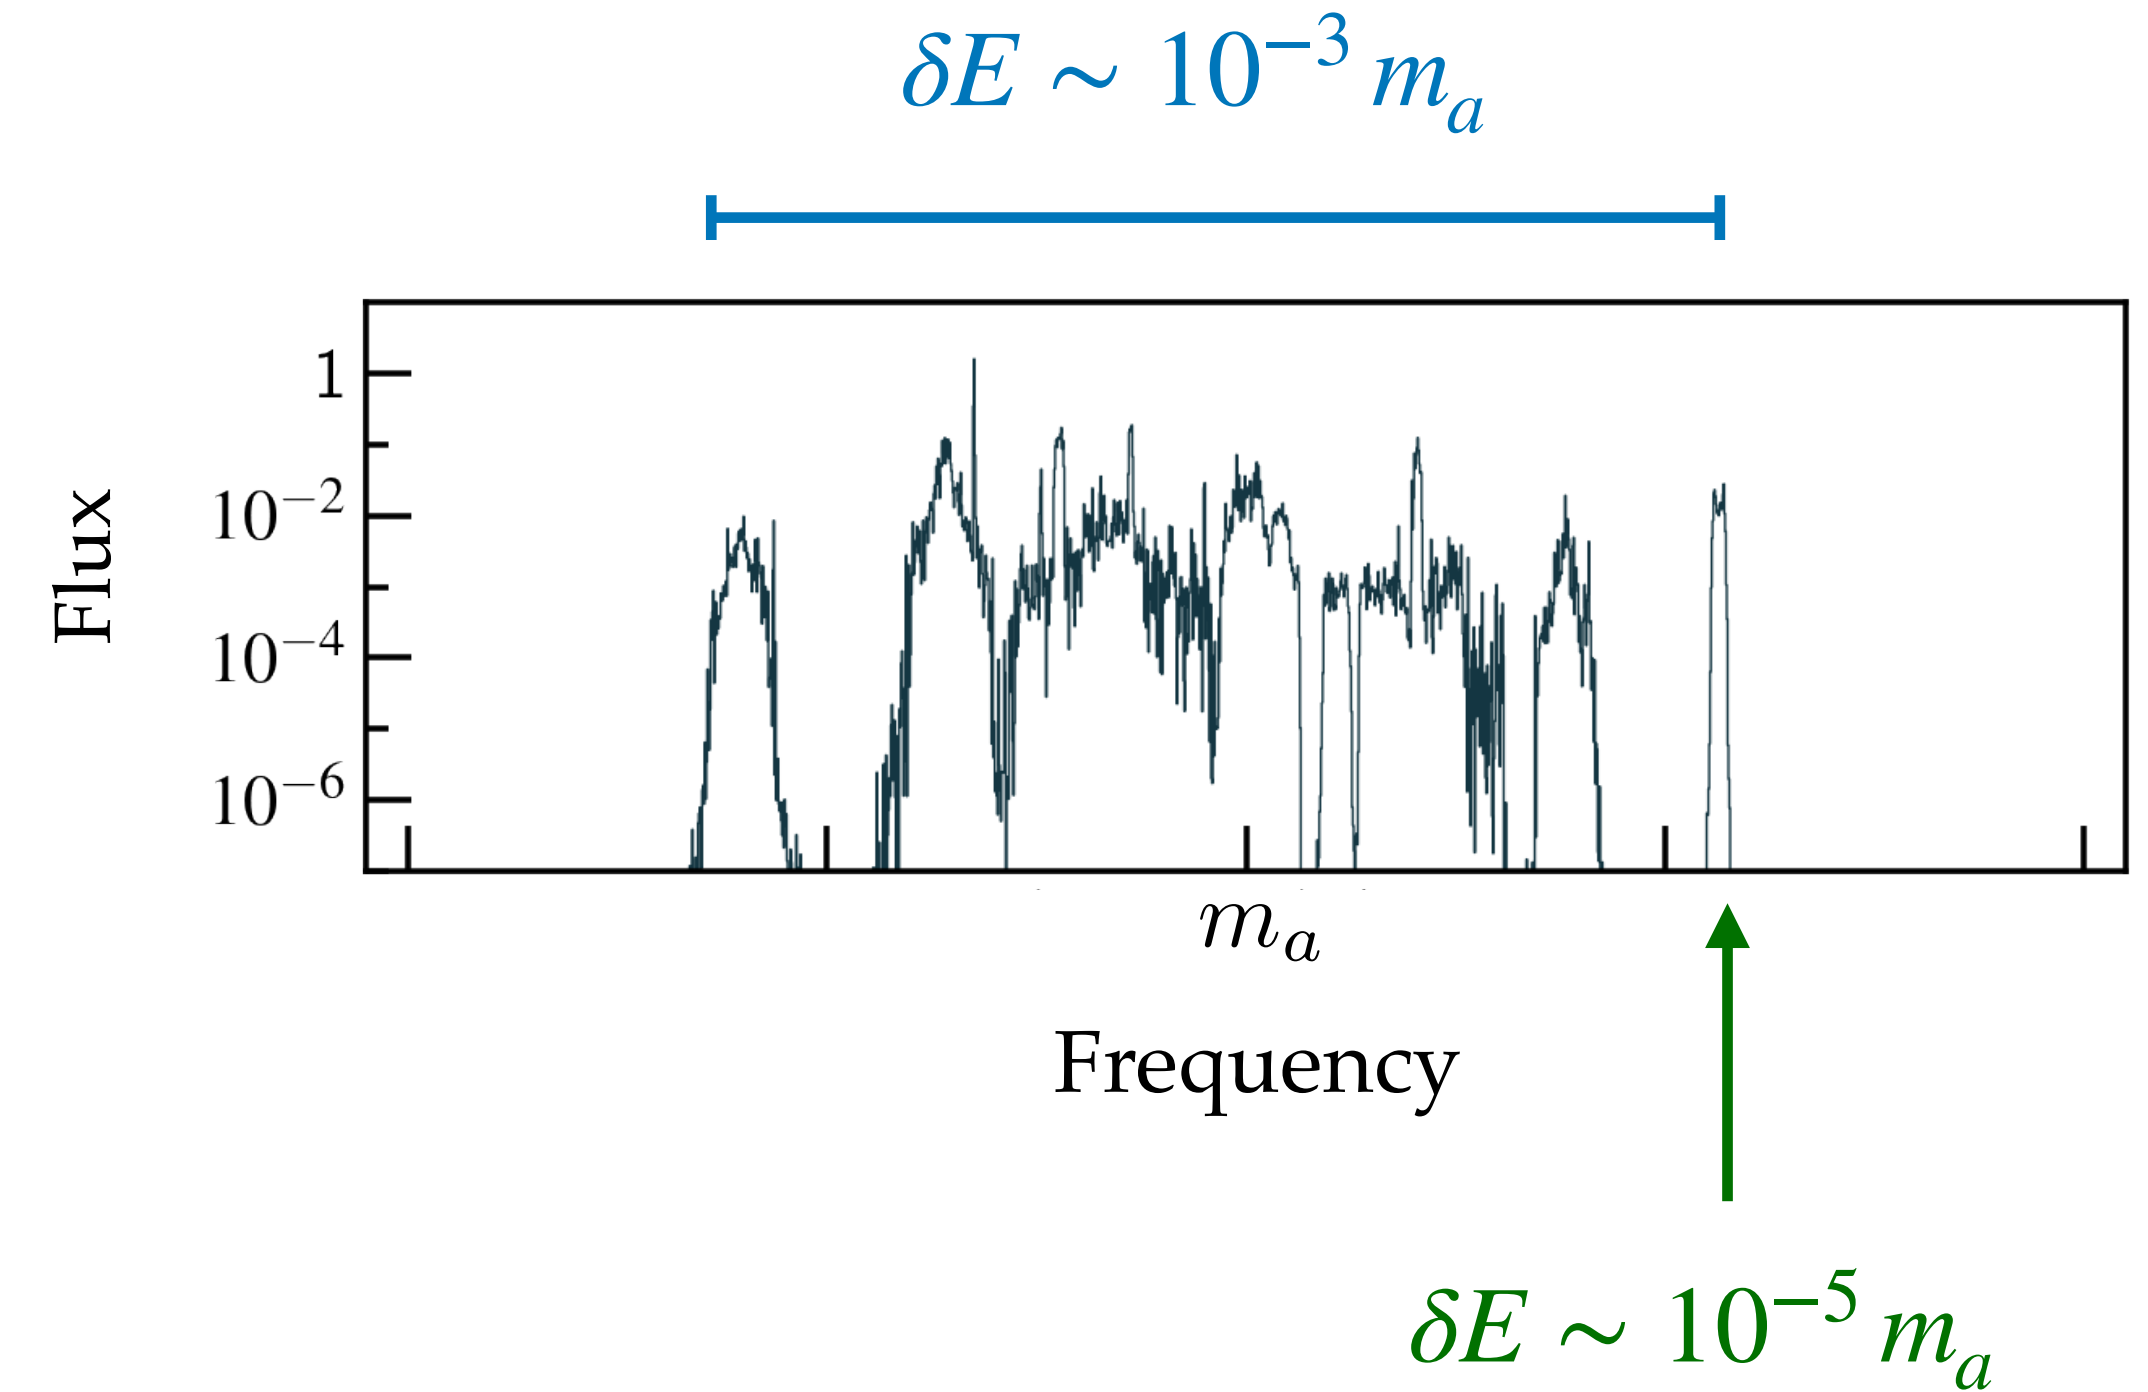 δE ~ 10⁻³ mₐ
1
10⁻²
10⁻⁴
10⁻⁶
Flux
mₐ
Frequency
δE ~ 10⁻⁵ mₐ